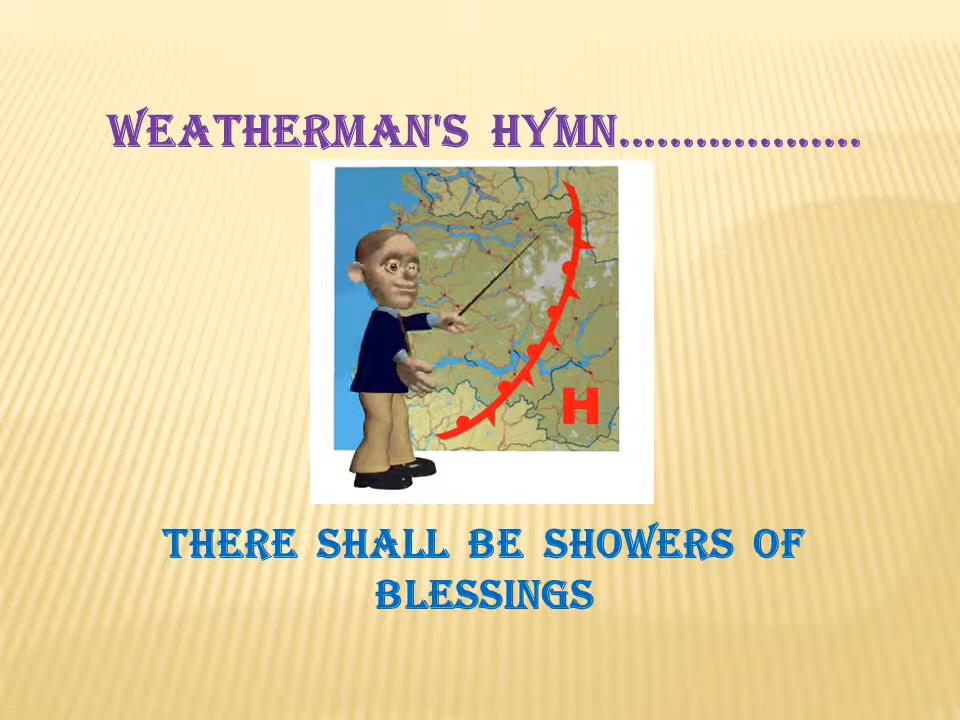 WEATHERMAN'S HYMN...................
H
THERE SHALL BE SHOWERS OF
BLESSINGS